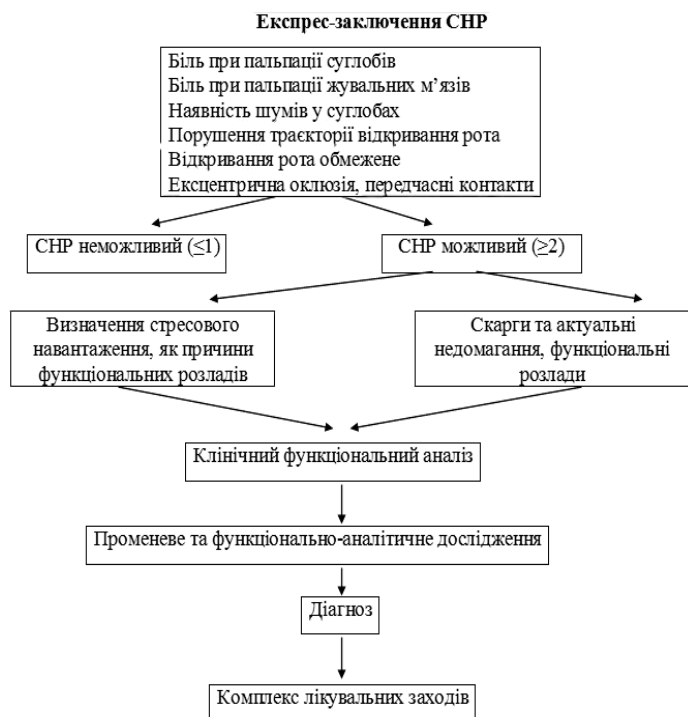 Експрес-заключення СНР
Біль при пальпації суглобів
Біль при пальпації жувальних м’язів
Наявність шумів у суглобах
Порушення траєкторії відкривання рота
Відкривання рота обмежене
Ексцентрична оклюзія, передчасні контакти
СНР неможливий (≤1)
СНР можливий (≥2)
Визначення стресового
навантаження, як причини
функціональних розладів
Скарги та актуальні
недомагання, функціональні
розлади
Клінічний функціональний аналіз
Променеве та функціонально-аналітичне дослідження
Діагноз
Комплекс лікувальних заходів